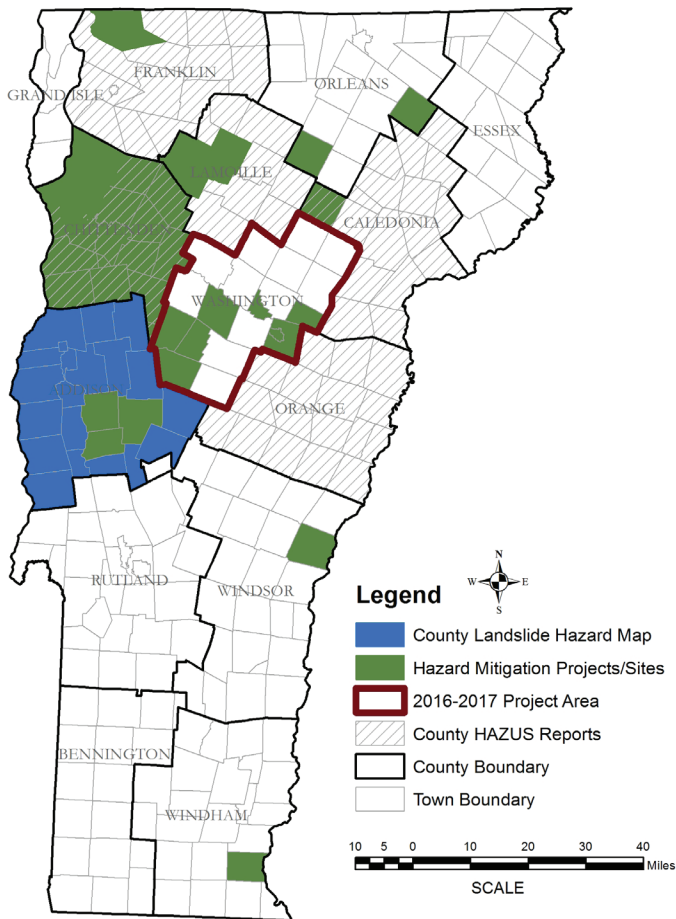 FRANKLIN
ORLEANS
GRAND ISLE
ESSEX
LAMOILLE
CALEDONIA
CHITTENDEN
WASHINGTON
ADDISON
ORANGE
RUTLAND
WINDSOR
BENNINGTON
WINDHAM
N
W E
S
Legend
County Landslide Hazard Map
Hazard Mitigation Projects/Sites
2016-2017 Project Area
County HAZUS Reports
County Boundary
Town Boundary
10 5 0 10 20 30 40
Miles
SCALE